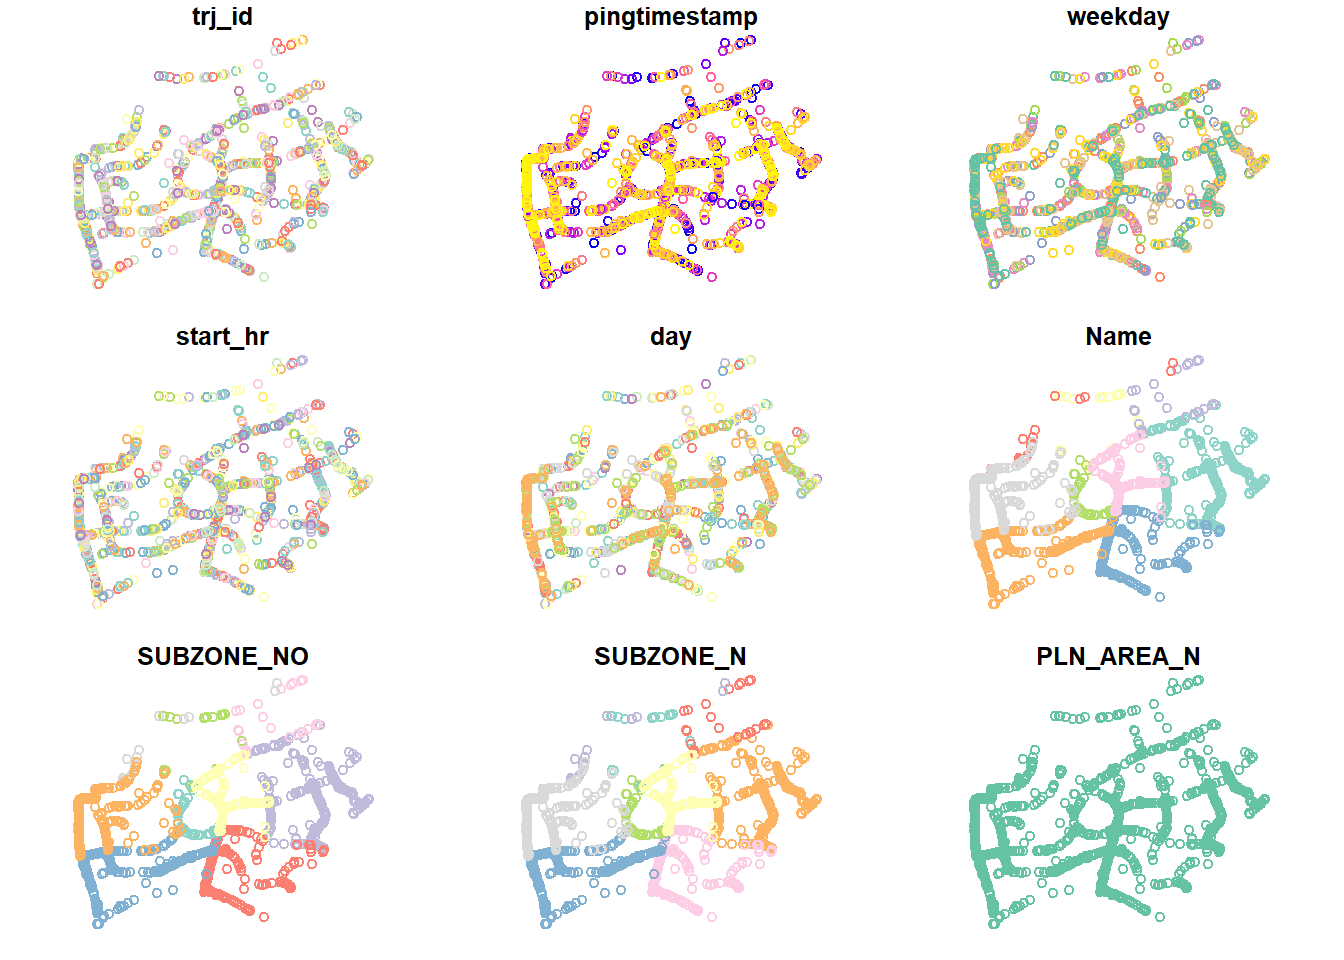 trj_id
pingtimestamp
weekday
start_hr
day
Name
SUBZONE_NO
SUBZONE_N
PLN_AREA_N